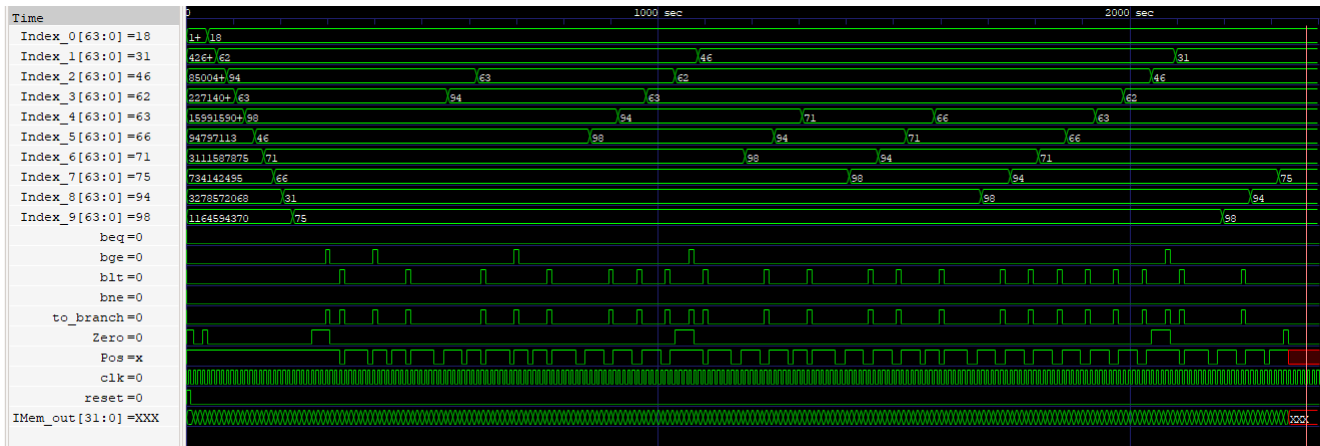 Time 0 1000 sec 2000 sec
Index_0[63:0]=18 1+ 18
Index_1[63:0]=31 426+ 62 46 31
Index_2[63:0]=46 85004+ 94 63 62 46
Index_3[63:0]=62 227140+ 63 94 63 62
Index_4[63:0]=63 15991590+ 98 94 71 66 63
Index_5[63:0]=66 94797113 46 98 94 71 66
Index_6[63:0]=71 3111587875 71 98 94 71
Index_7[63:0]=75 734142495 66 98 94 75
Index_8[63:0]=94 3278572068 31 98 94
Index_9[63:0]=98 1164594370 75 98
beq=0
bge=0
blt=0
bne=0
to_branch=0
Zero=0
Pos=x
clk=0
reset=0
IMem_out[31:0]=XXX XXX